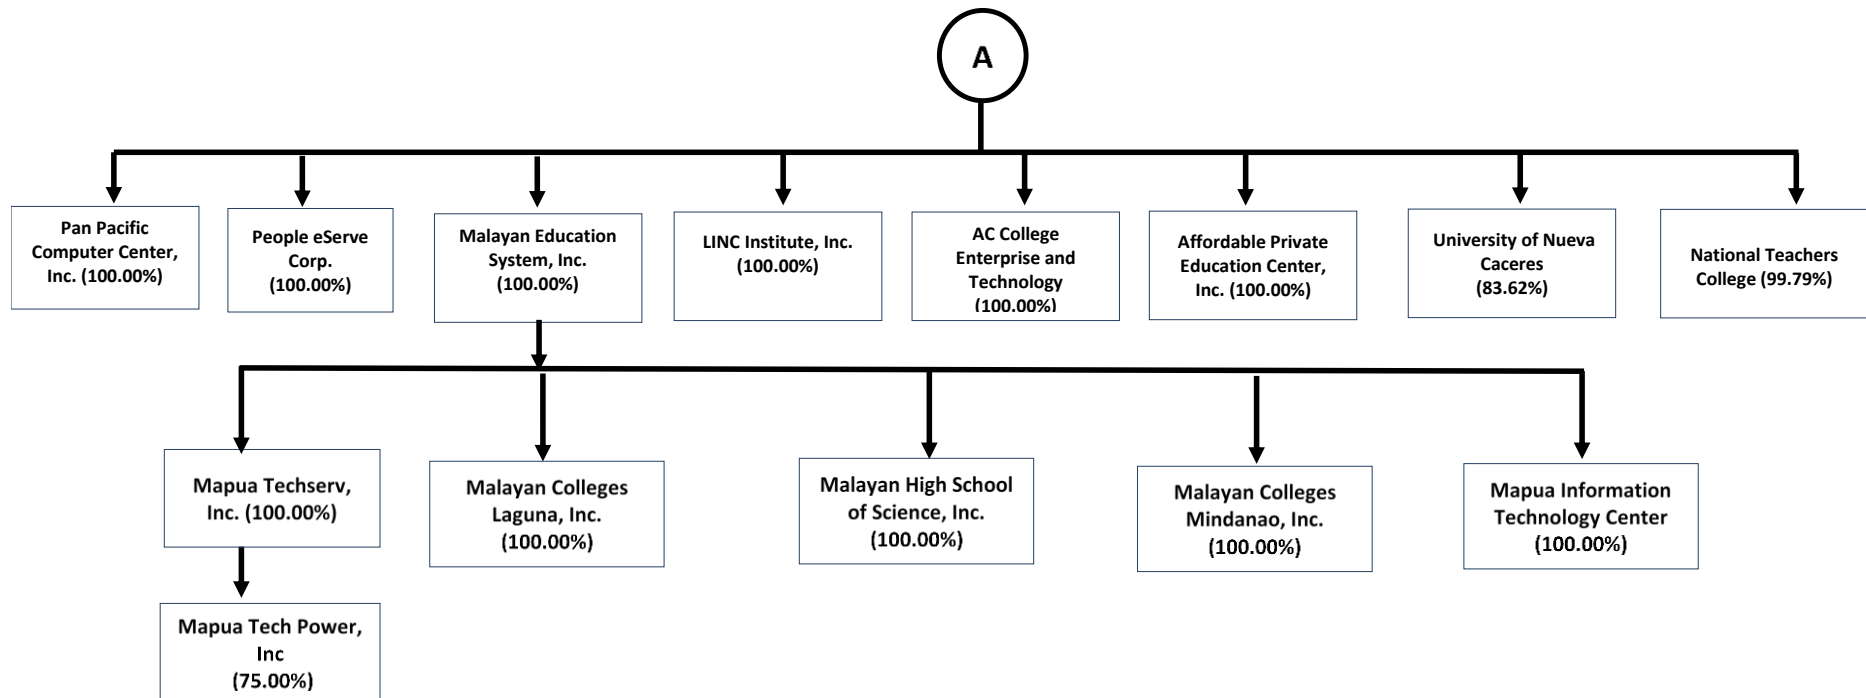 A
Pan Pacific
Computer Center,
Inc. (100.00%)
People eServe
Corp.
(100.00%)
Malayan Education
System, Inc.
(100.00%)
LINC Institute, Inc.
(100.00%)
AC College
Enterprise and
Technology
(100.00%)
Affordable Private
Education Center,
Inc. (100.00%)
University of Nueva
Caceres
(83.62%)
National Teachers
College (99.79%)
Mapua Techserv,
Inc. (100.00%)
Malayan Colleges
Laguna, Inc.
(100.00%)
Malayan High School
of Science, Inc.
(100.00%)
Malayan Colleges
Mindanao, Inc.
(100.00%)
Mapua Information
Technology Center
(100.00%)
Mapua Tech Power,
Inc
(75.00%)